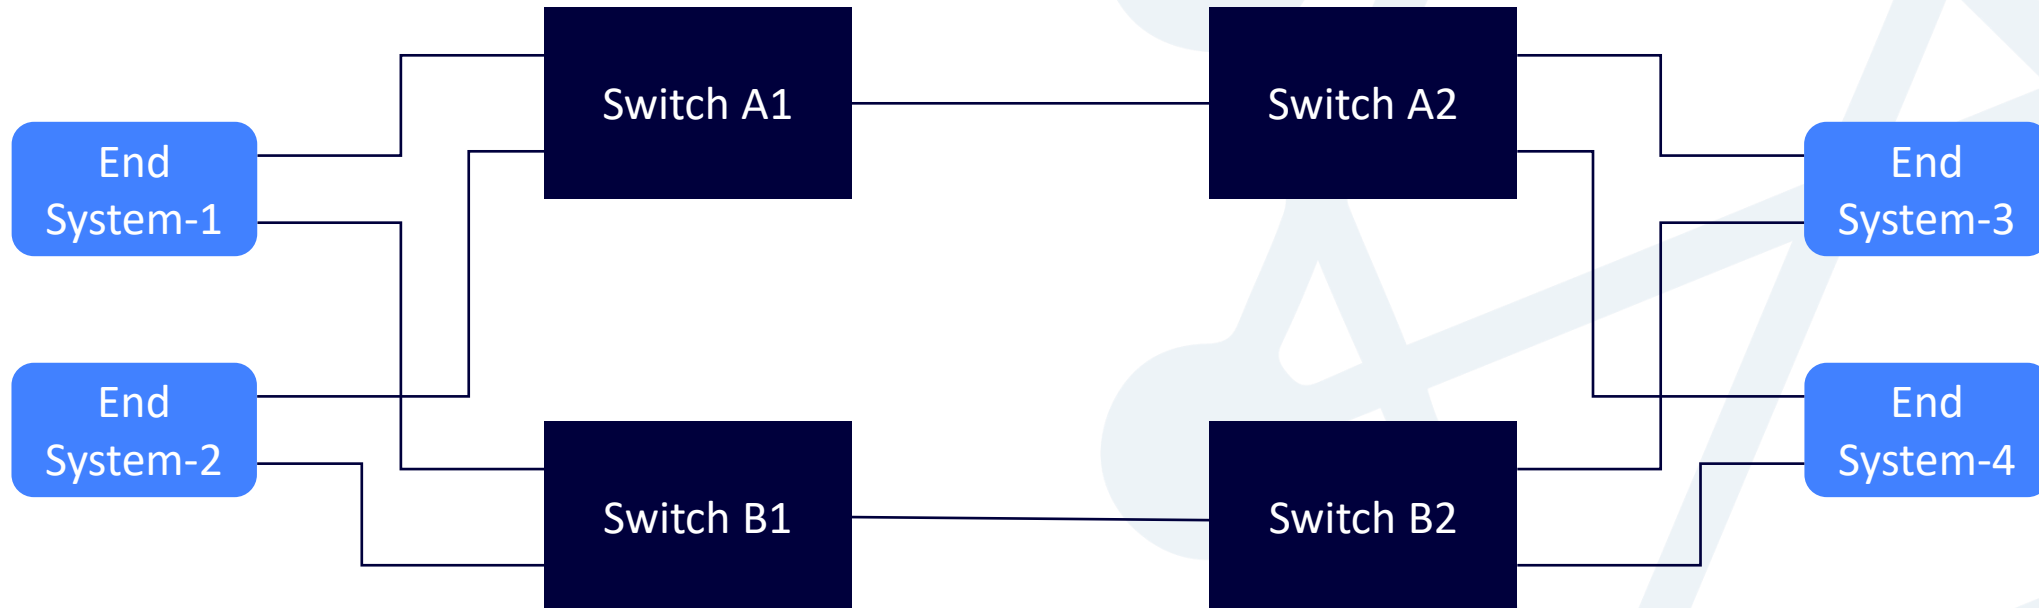 Switch A1
Switch A2
End
System-1
End
System-3
End
System-2
End
System-4
Switch B1
Switch B2